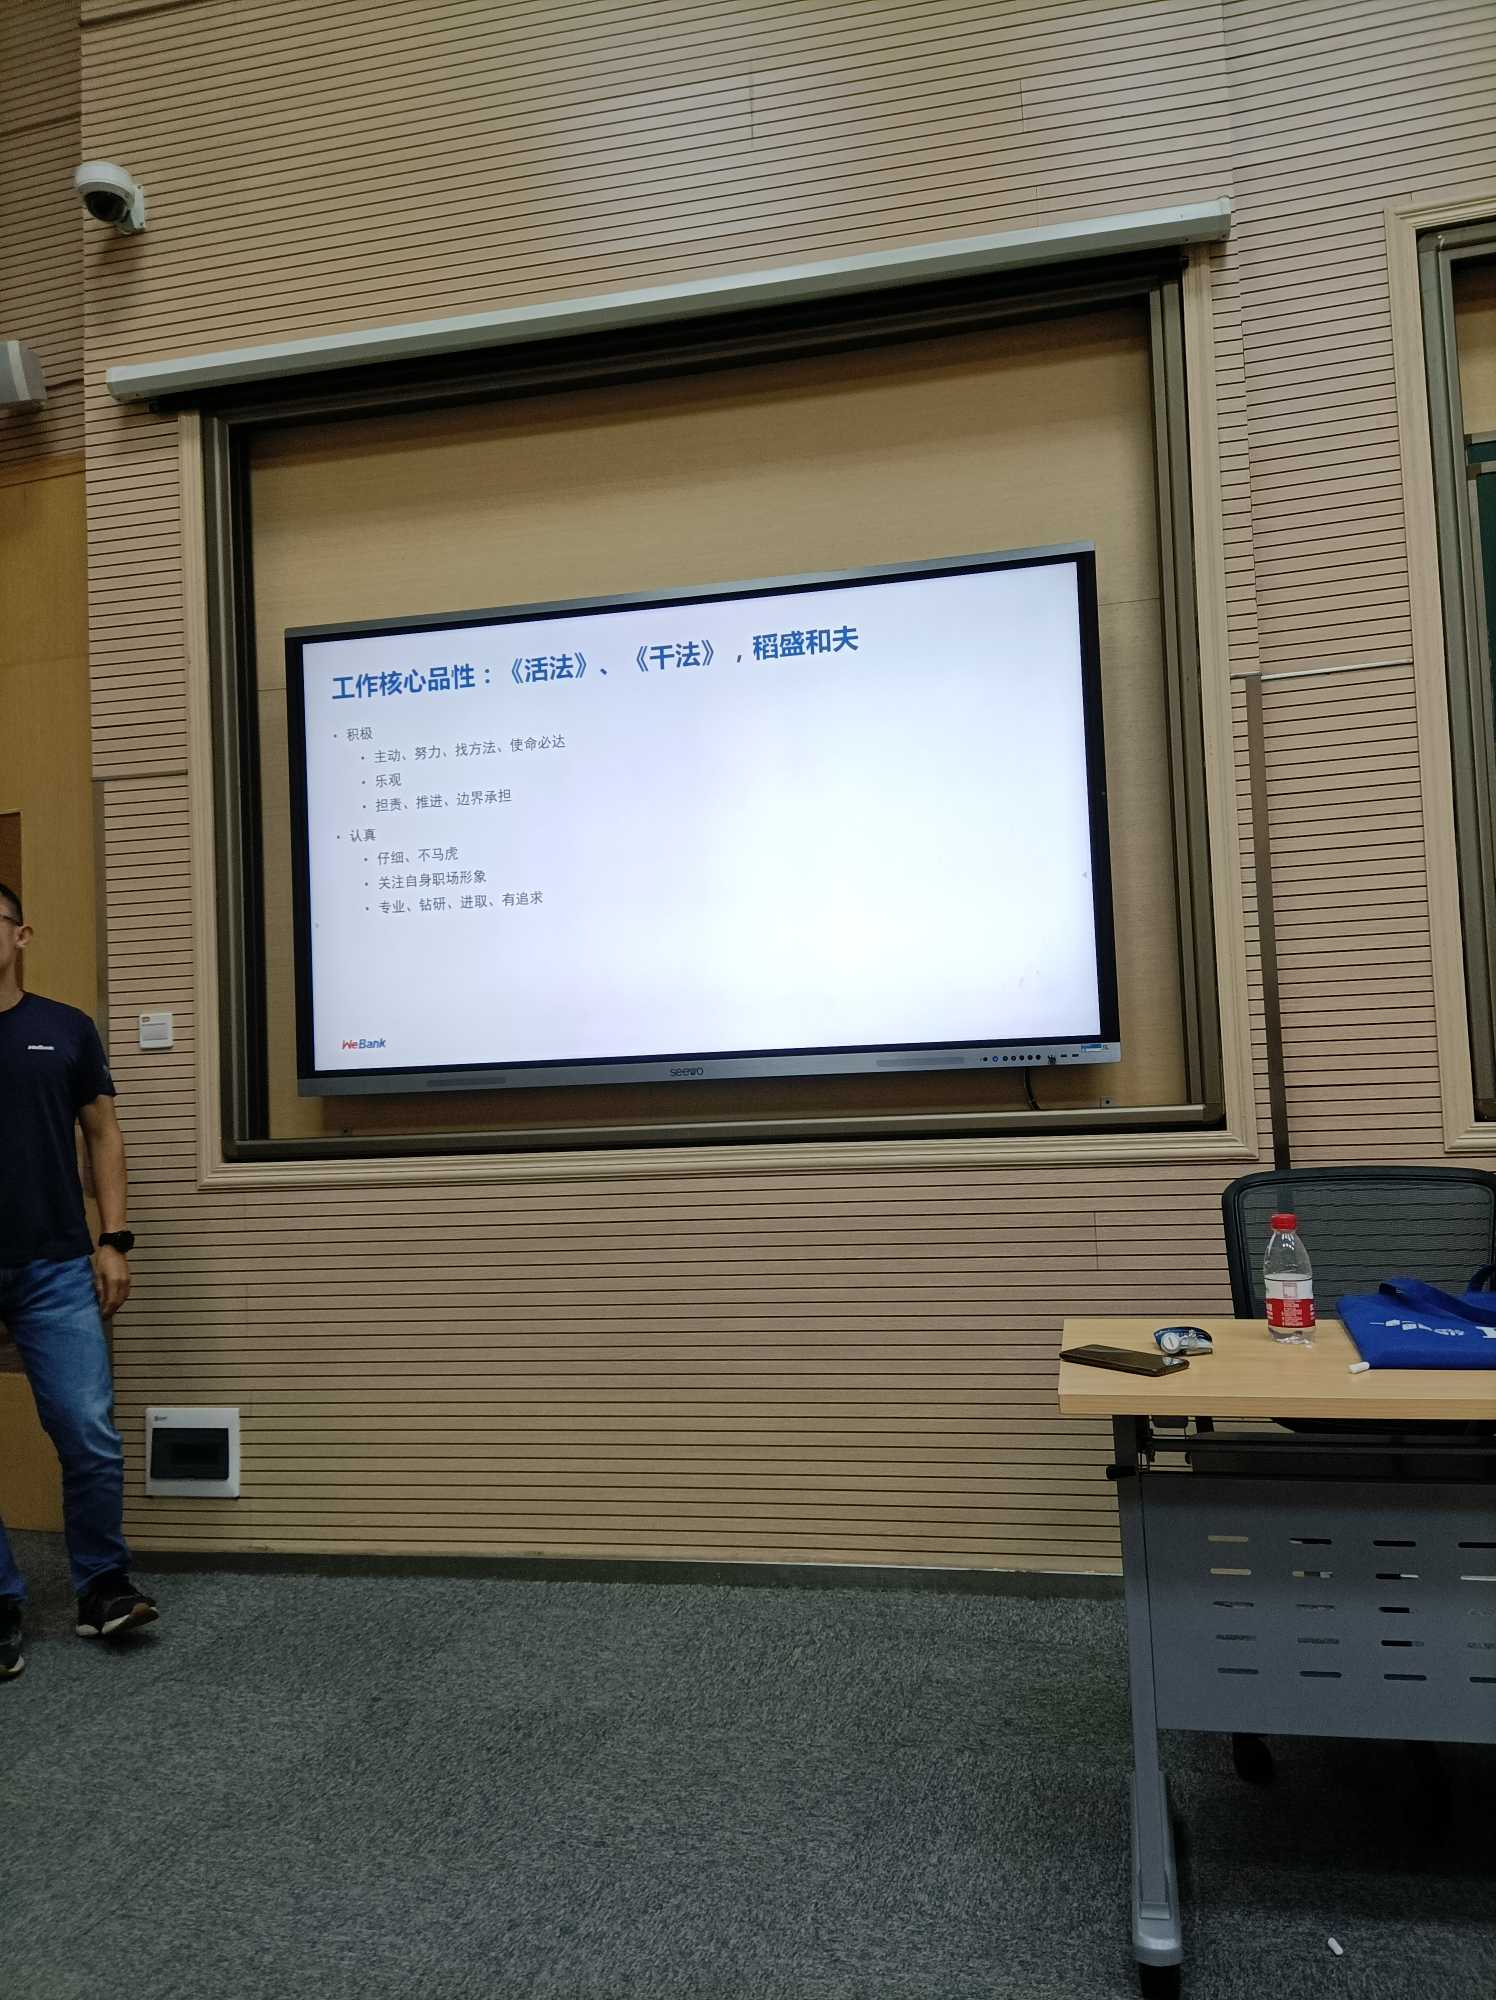 工作核心品性：《活法》、《干法》，稻盛和夫
• 积极
• 主动、努力、找方法、使命必达
• 乐观
• 担责、推进、边界承担
• 认真
• 仔细、不马虎
• 关注自身职场形象
• 专业、钻研、进取、有追求
WeBank
seewo
WeBank